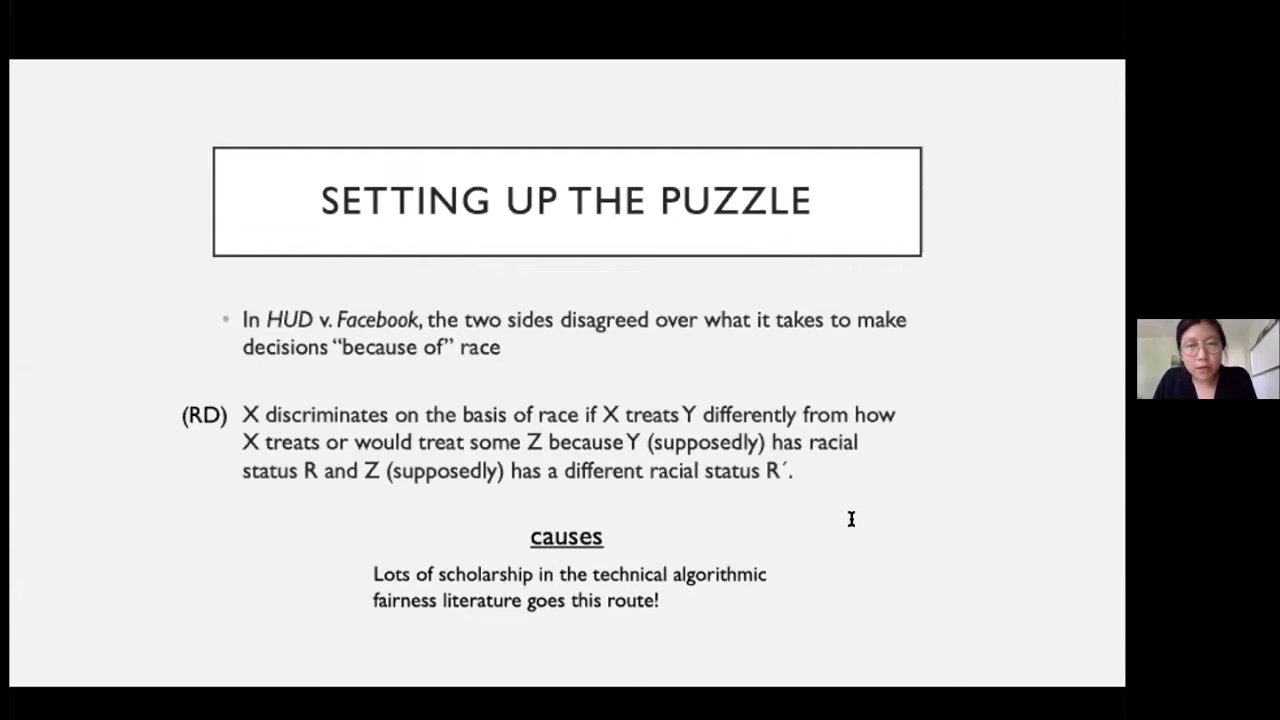 SETTING UP THE PUZZLE
• In HUD v. Facebook, the two sides disagreed over what it takes to make
decisions “because of” race
(RD) X discriminates on the basis of race if X treats Y differently from how
X treats or would treat some Z because Y (supposedly) has racial
status R and Z (supposedly) has a different racial status R´.
causes
Lots of scholarship in the technical algorithmic
fairness literature goes this route!